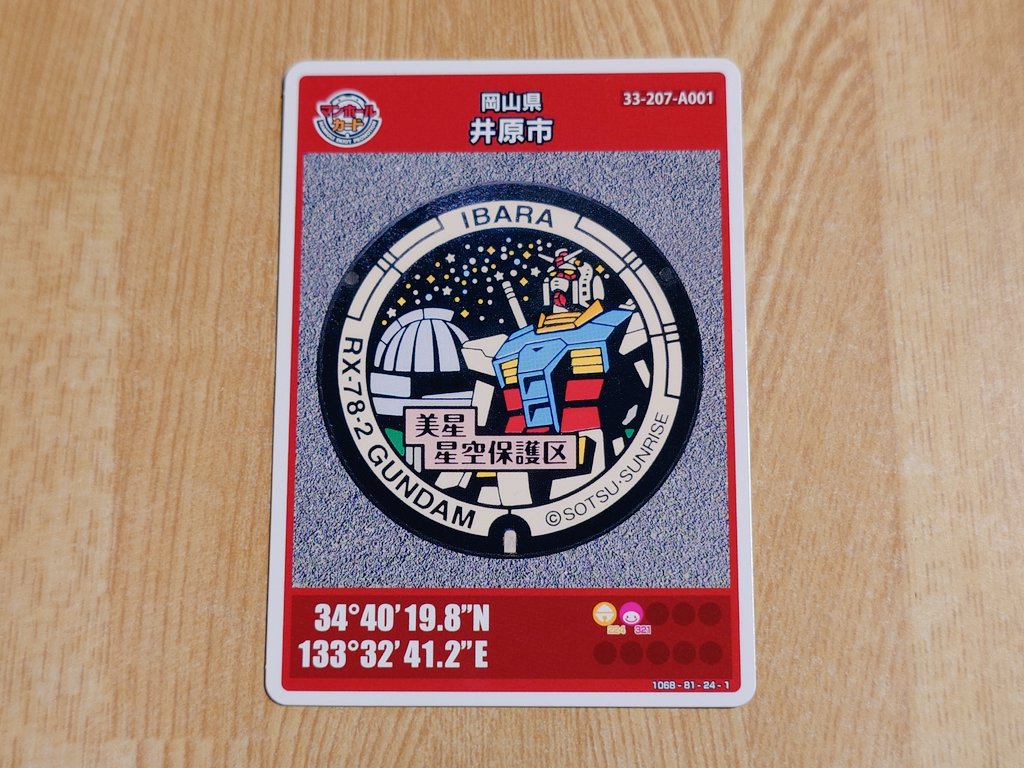 マンホール
カード
岡山県
井原市
33-207-A001
IBARA
RX-78-2 GUNDAM
美星
星空保護区
©SOTSU・SUNRISE
34°40'19.8"N
133°32'41.2"E
224
321
1068-81-24-1